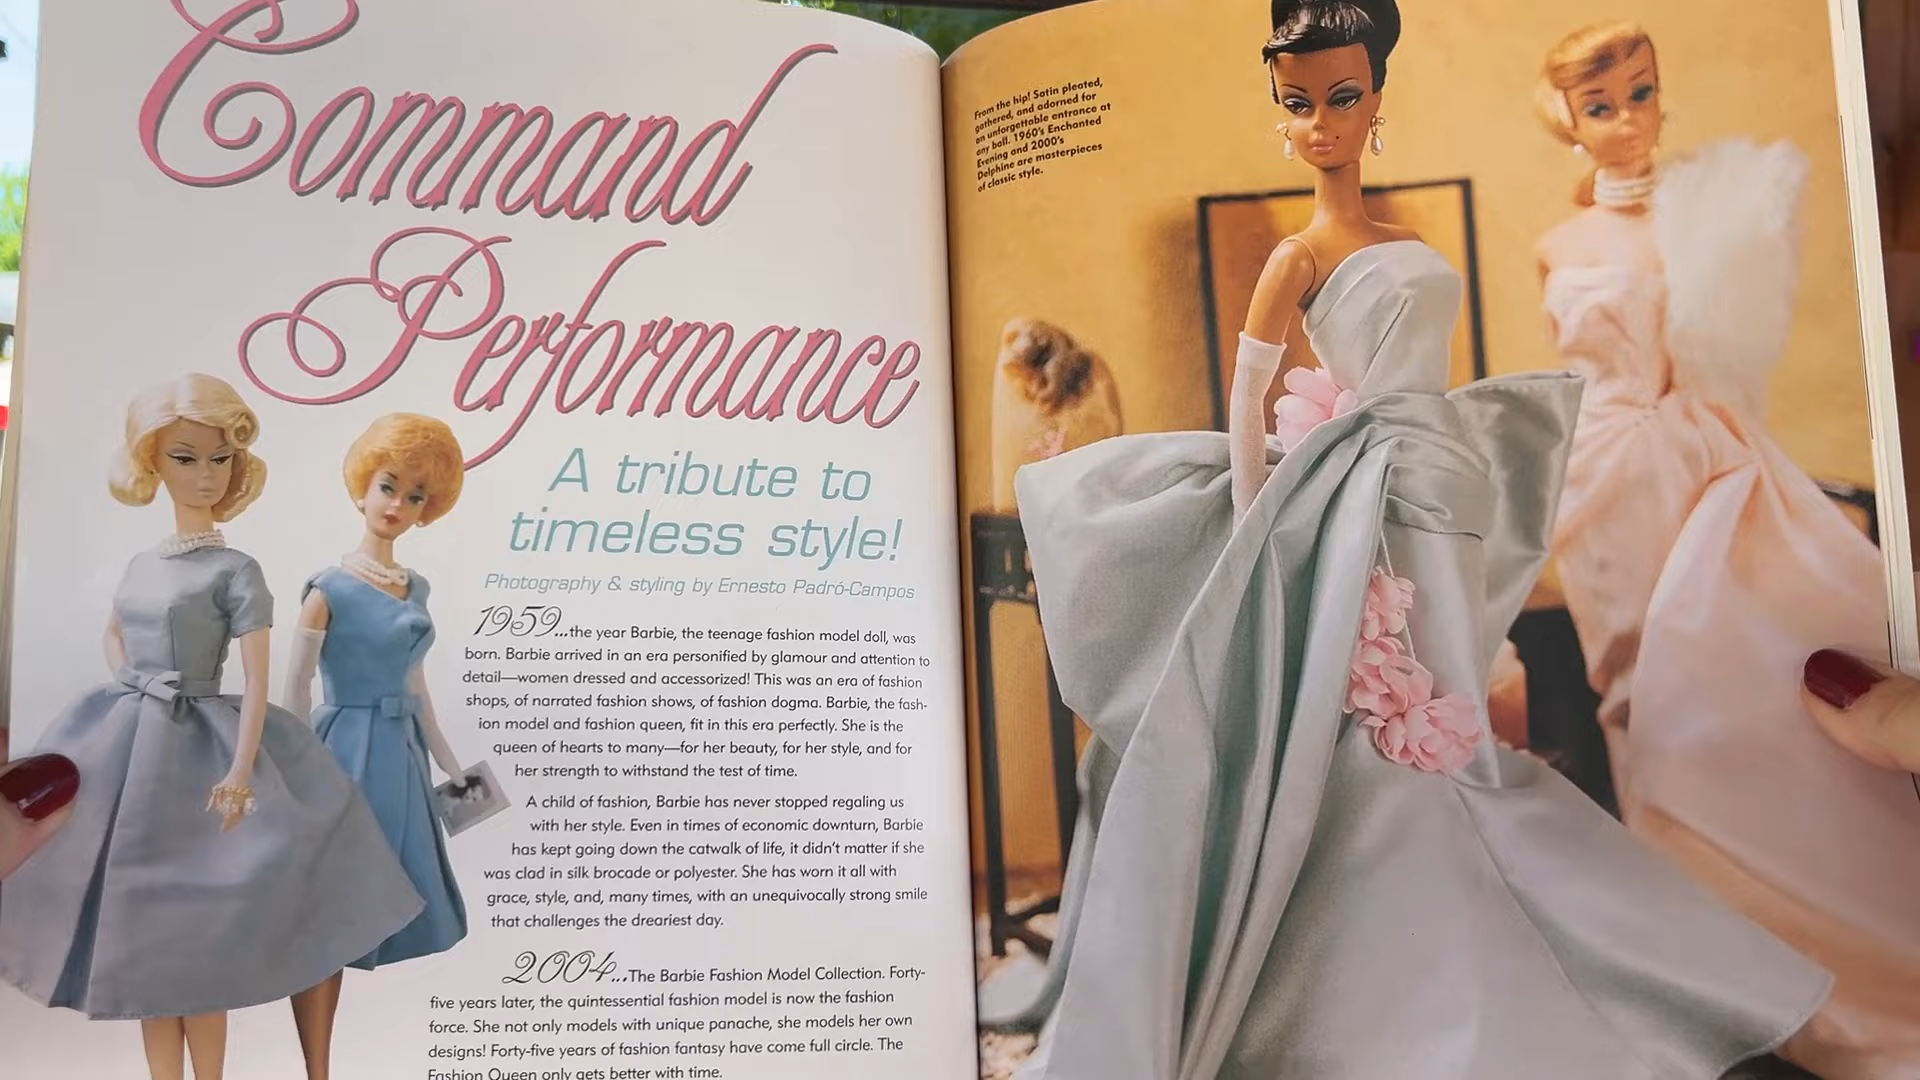 Command
Performance
A tribute to
timeless style!
Photography & styling by Ernesto Padró-Campos
1959...the year Barbie, the teenage fashion model doll, was
born. Barbie arrived in an era personified by glamour and attention to
detail—women dressed and accessorized! This was an era of fashion
shops, of narrated fashion shows, of fashion dogma. Barbie, the fash-
ion model and fashion queen, fit in this era perfectly. She is the
queen of hearts to many—for her beauty, for her style, and for
her strength to withstand the test of time.
A child of fashion, Barbie has never stopped regaling us
with her style. Even in times of economic downturn, Barbie
has kept going down the catwalk of life, it didn't matter if she
was clad in silk brocade or polyester. She has worn it all with
grace, style, and, many times, with an unequivocally strong smile
that challenges the dreariest day.
2004...The Barbie Fashion Model Collection. Forty-
five years later, the quintessential fashion model is now the fashion
force. She not only models with unique panache, she models her own
designs! Forty-five years of fashion fantasy have come full circle. The
Fashion Queen only gets better with time.
From the hip! Satin pleated,
gathered, and adorned for
an unforgettable entrance at
any ball. 1960's Enchanted
Evening and 2000's
Delphine are masterpieces
of classic style.